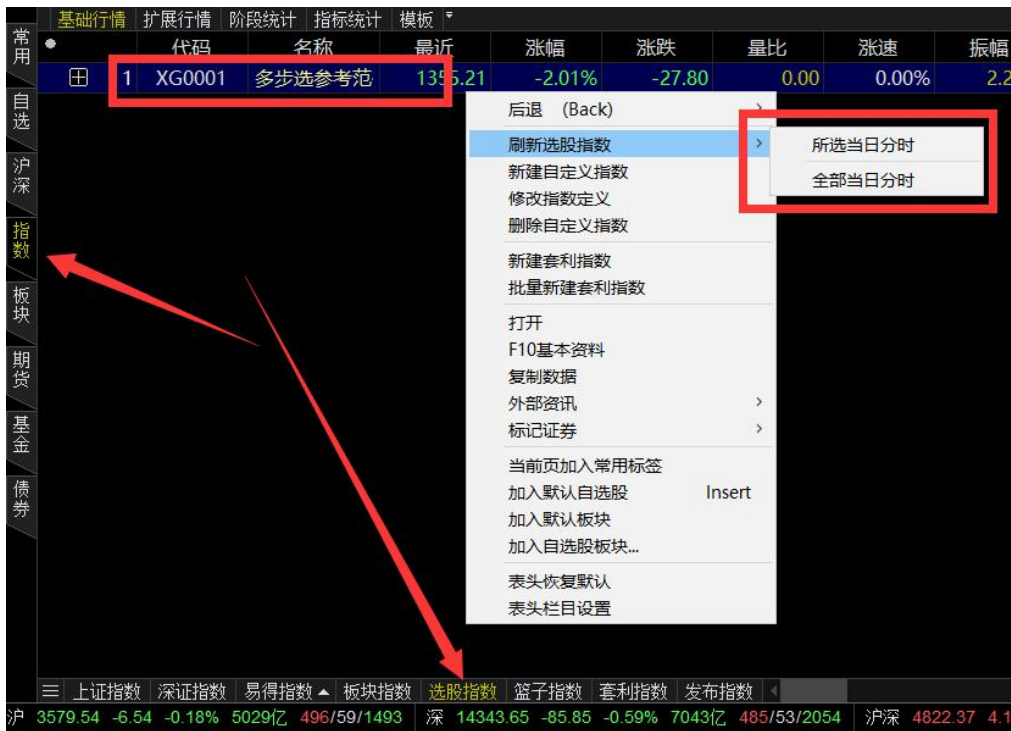 基础行情 扩展行情 阶段统计 指标统计 模板
代码 名称 最近 涨幅 涨跌 量比 涨速 振幅
1 XG0001 多步选参考范 1355.21 -2.01% -27.80 0.00 0.00% 2.2
常用
自选
沪深
指数
板块
期货
基金
债券
后退 (Back)
刷新选股指数
新建自定义指数
修改指数定义
删除自定义指数
新建套利指数
批量新建套利指数
打开
F10基本资料
复制数据
外部资讯
标记证券
当前页加入常用标签
加入默认自选股 Insert
加入默认板块
加入自选股板块...
表头恢复默认
表头栏目设置
所选当日分时
全部当日分时
上证指数 深证指数 易得指数 板块指数 选股指数 篮子指数 套利指数 发布指数
沪 3579.54 -6.54 -0.18% 5029亿 496/59/1493 深 14343.65 -85.85 -0.59% 7043亿 485/53/2054 沪深 4822.37 4.1